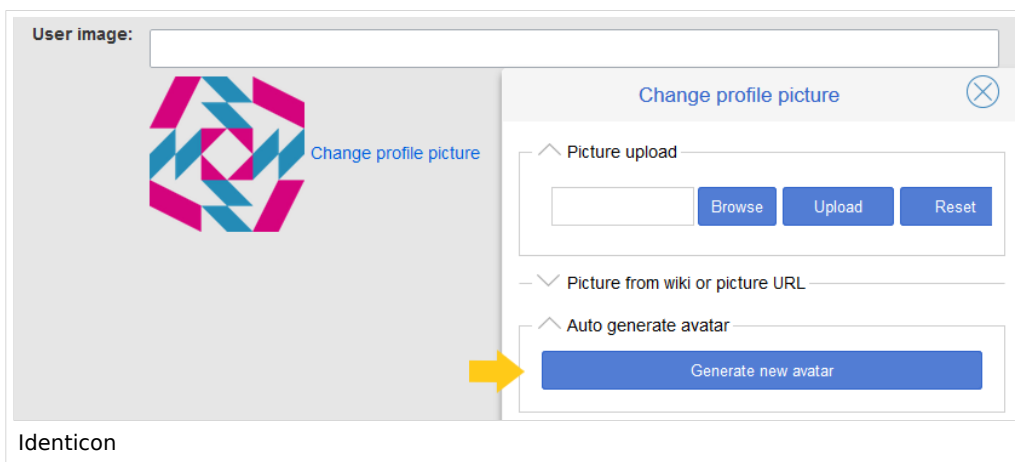 User image:
Change profile picture
Change profile picture
Picture upload
Browse Upload Reset
Picture from wiki or picture URL
Auto generate avatar
Generate new avatar
Identicon